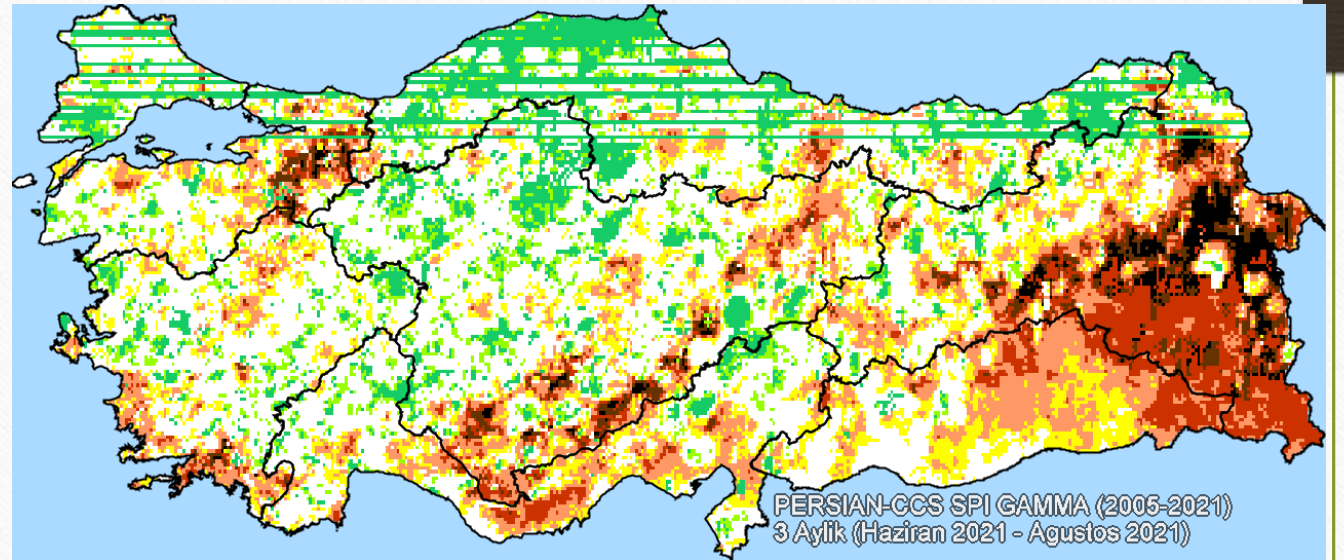 PERSIAN-CCS SPI GAMMA (2005-2021)
3 Aylik (Haziran 2021 - Agustos 2021)